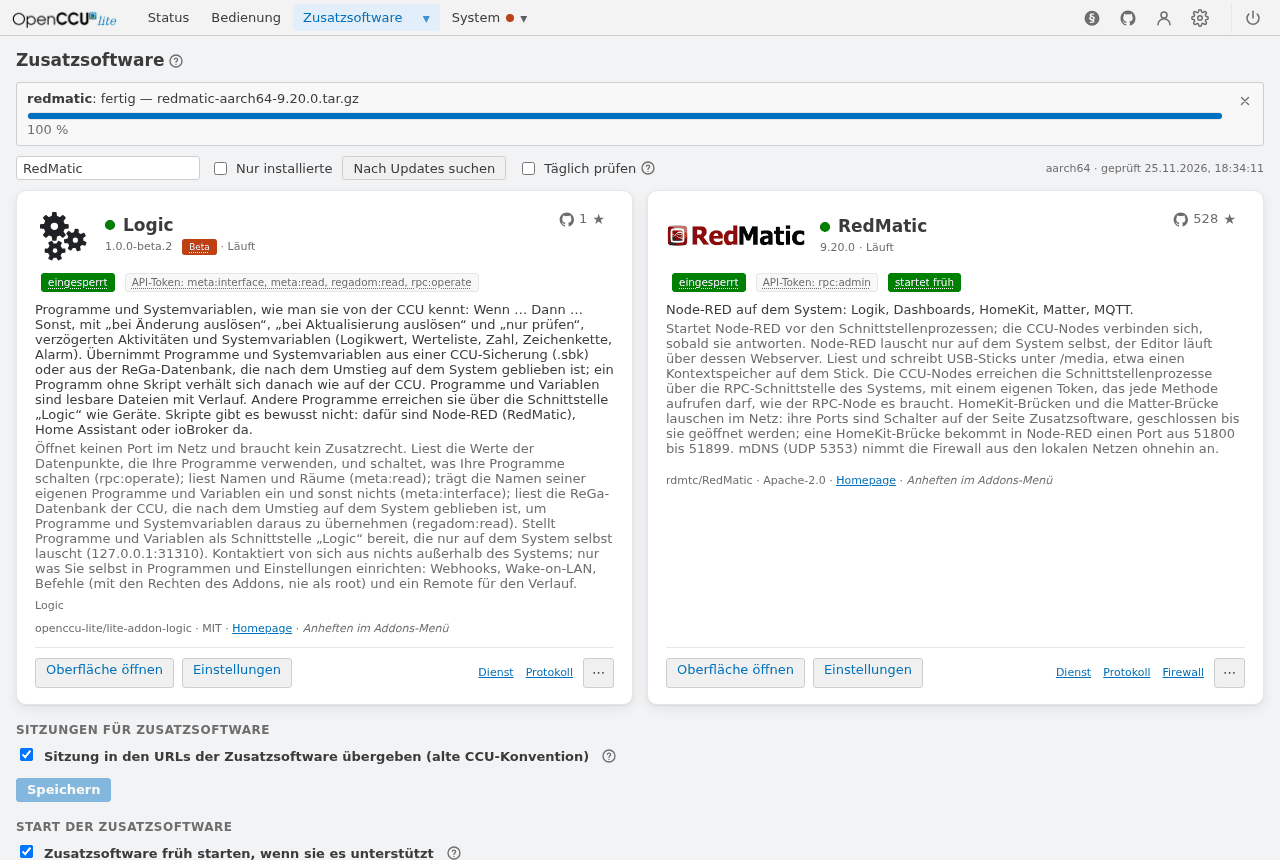 OpenCCU lite
Status Bedienung Zusatzsoftware ▼ System ▼
Zusatzsoftware
redmatic: fertig — redmatic-aarch64-9.20.0.tar.gz
100 %
RedMatic Nur installierte Nach Updates suchen Täglich prüfen aarch64 · geprüft 25.11.2026, 18:34:11
Logic 1 ★
1.0.0-beta.2 Beta · Läuft
eingesperrt API-Token: meta:interface, meta:read, regadom:read, rpc:operate
Programme und Systemvariablen, wie man sie von der CCU kennt: Wenn … Dann …
Sonst, mit „bei Änderung auslösen“, „bei Aktualisierung auslösen“ und „nur prüfen“,
verzögerten Aktivitäten und Systemvariablen (Logikwert, Werteliste, Zahl, Zeichenkette,
Alarm). Übernimmt Programme und Systemvariablen aus einer CCU-Sicherung (.sbk)
oder aus der ReGa-Datenbank, die nach dem Umstieg auf dem System geblieben ist; ein
Programm ohne Skript verhält sich danach wie auf der CCU. Programme und Variablen
sind lesbare Dateien mit Verlauf. Andere Programme erreichen sie über die Schnittstelle
„Logic“ wie Geräte. Skripte gibt es bewusst nicht: dafür sind Node-RED (RedMatic),
Home Assistant oder ioBroker da.
Öffnet keinen Port im Netz und braucht kein Zusatzrecht. Liest die Werte der
Datenpunkte, die Ihre Programme verwenden, und schaltet, was Ihre Programme
schalten (rpc:operate); liest Namen und Räume (meta:read); trägt die Namen seiner
eigenen Programme und Variablen ein und sonst nichts (meta:interface); liest die ReGa-
Datenbank der CCU, die nach dem Umstieg auf dem System geblieben ist, um
Programme und Systemvariablen daraus zu übernehmen (regadom:read). Stellt
Programme und Variablen als Schnittstelle „Logic“ bereit, die nur auf dem System selbst
lauscht (127.0.0.1:31310). Kontaktiert von sich aus nichts außerhalb des Systems; nur
was Sie selbst in Programmen und Einstellungen einrichten: Webhooks, Wake-on-LAN,
Befehle (mit den Rechten des Addons, nie als root) und ein Remote für den Verlauf.
Logic
openccu-lite/lite-addon-logic · MIT · Homepage · Anheften im Addons-Menü
Oberfläche öffnen Einstellungen Dienst Protokoll ...
RedMatic RedMatic 528 ★
9.20.0 · Läuft
eingesperrt API-Token: rpc:admin startet früh
Node-RED auf dem System: Logik, Dashboards, HomeKit, Matter, MQTT.
Startet Node-RED vor den Schnittstellenprozessen; die CCU-Nodes verbinden sich,
sobald sie antworten. Node-RED lauscht nur auf dem System selbst, der Editor läuft
über dessen Webserver. Liest und schreibt USB-Sticks unter /media, etwa einen
Kontextspeicher auf dem Stick. Die CCU-Nodes erreichen die Schnittstellenprozesse
über die RPC-Schnittstelle des Systems, mit einem eigenen Token, das jede Methode
aufrufen darf, wie der RPC-Node es braucht. HomeKit-Brücken und die Matter-Brücke
lauschen im Netz: ihre Ports sind Schalter auf der Seite Zusatzsoftware, geschlossen bis
sie geöffnet werden; eine HomeKit-Brücke bekommt in Node-RED einen Port aus 51800
bis 51899. mDNS (UDP 5353) nimmt die Firewall aus den lokalen Netzen ohnehin an.
rdmtc/RedMatic · Apache-2.0 · Homepage · Anheften im Addons-Menü
Oberfläche öffnen Einstellungen Dienst Protokoll Firewall ...
SITZUNGEN FÜR ZUSATZSOFTWARE
Sitzung in den URLs der Zusatzsoftware übergeben (alte CCU-Konvention)
Speichern
START DER ZUSATZSOFTWARE
Zusatzsoftware früh starten, wenn sie es unterstützt